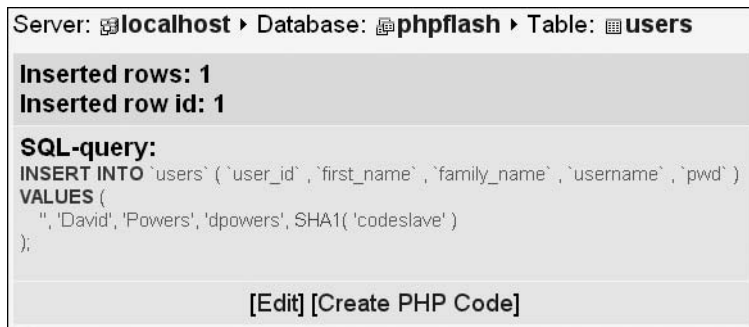 Server: localhost ▸ Database: phpflash ▸ Table: users
Inserted rows: 1
Inserted row id: 1
SQL-query:
INSERT INTO `users` ( `user_id` , `first_name` , `family_name` , `username` , `pwd` )
VALUES (
'', 'David', 'Powers', 'dpowers', SHA1( 'codeslave' )
);
[Edit] [Create PHP Code]